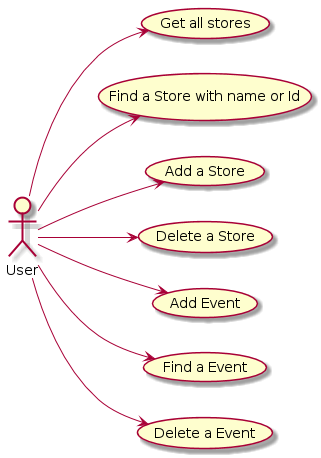 Get all stores
Find a Store with name or Id
Add a Store
User
Delete a Store
Add Event
Find a Event
Delete a Event